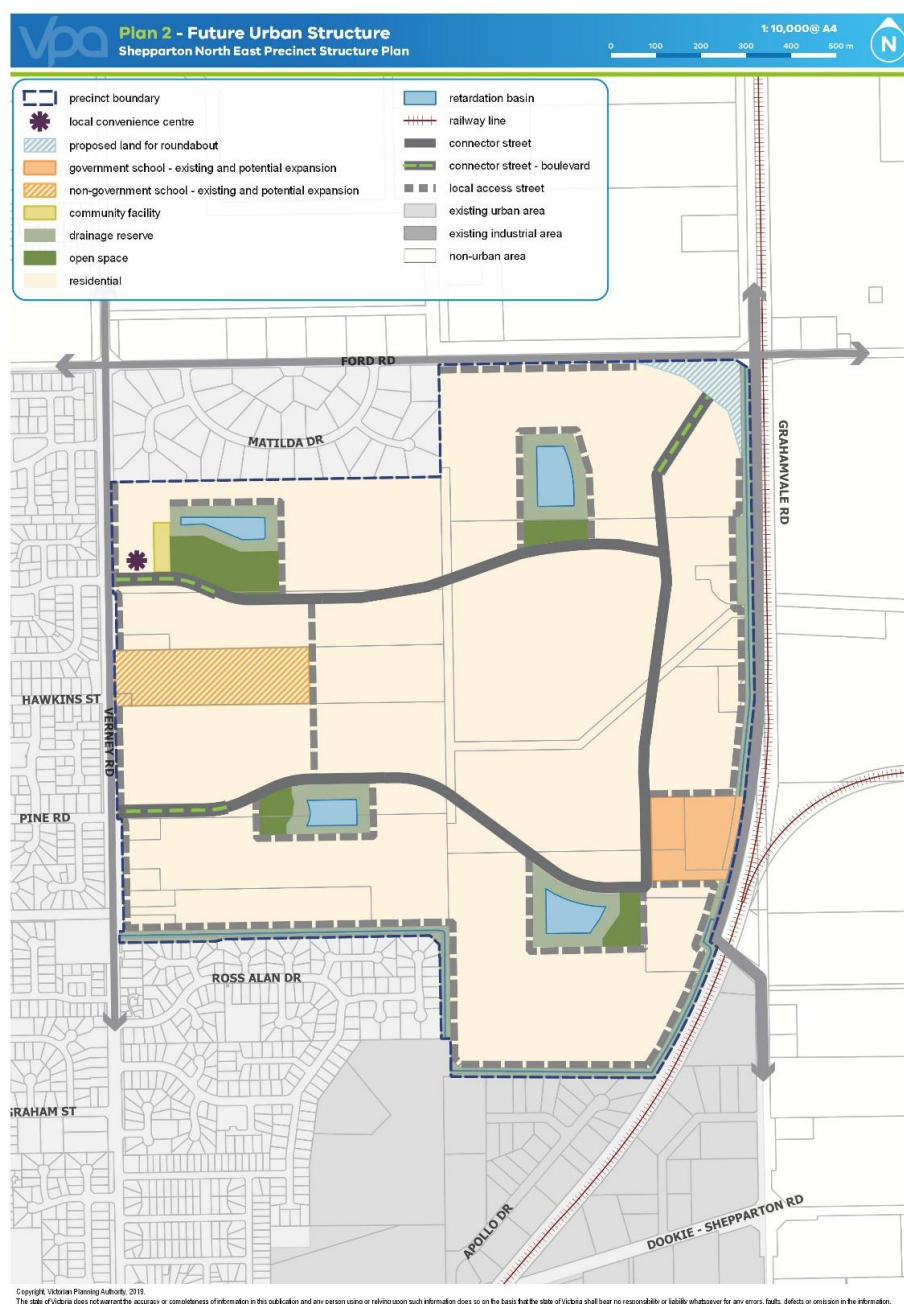 vpa
Plan 2 - Future Urban Structure
Shepparton North East Precinct Structure Plan
1: 10,000@ A4
0 100 200 300 400 500 m
N
precinct boundary
local convenience centre
proposed land for roundabout
government school - existing and potential expansion
non-government school - existing and potential expansion
community facility
drainage reserve
open space
residential
retardation basin
railway line
connector street
connector street - boulevard
local access street
existing urban area
existing industrial area
non-urban area
FORD RD
MATILDA DR
GRAHAMVALE RD
HAWKINS ST
VERNEY RD
PINE RD
ROSS ALAN DR
GRAHAM ST
APOLLO DR
DOOKIE - SHEPPARTON RD
Copyright, Victorian Planning Authority, 2019.
The state of Victoria does not warrant the accuracy or completeness of information in this publication and any person using or relying upon such information does so on the basis that the state of Victoria shall bear no responsibility or liability whatsoever for any errors, faults, defects or omission in the information.